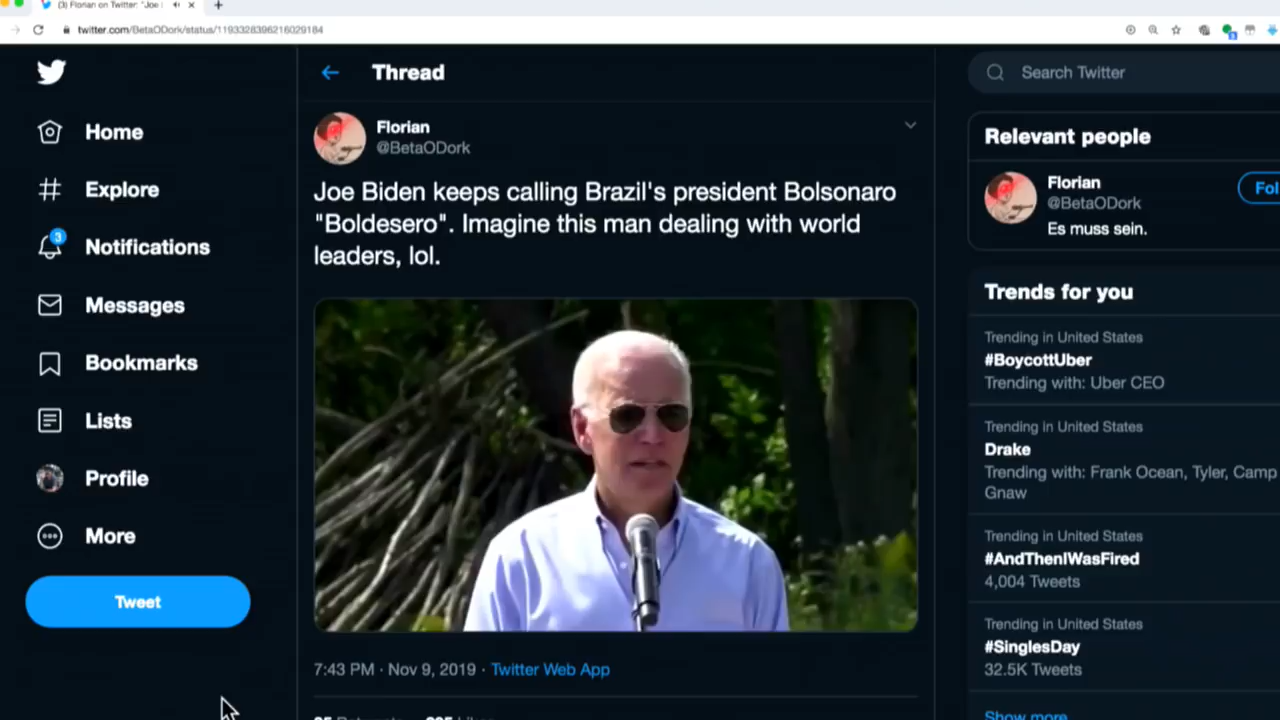 (3) Florian on Twitter: "Joe
twitter.com/BetaODork/status/1193328396216029184
Home
Explore
3
Notifications
Messages
Bookmarks
Lists
Profile
More
Tweet
Thread
Florian
@BetaODork
Joe Biden keeps calling Brazil's president Bolsonaro
"Boldesero". Imagine this man dealing with world
leaders, lol.
7:43 PM · Nov 9, 2019 · Twitter Web App
Search Twitter
Relevant people
Florian
@BetaODork
Fol
Es muss sein.
Trends for you
Trending in United States
#BoycottUber
Trending with: Uber CEO
Trending in United States
Drake
Trending with: Frank Ocean, Tyler, Camp
Gnaw
Trending in United States
#AndThenIWasFired
4,004 Tweets
Trending in United States
#SinglesDay
32.5K Tweets
Show more